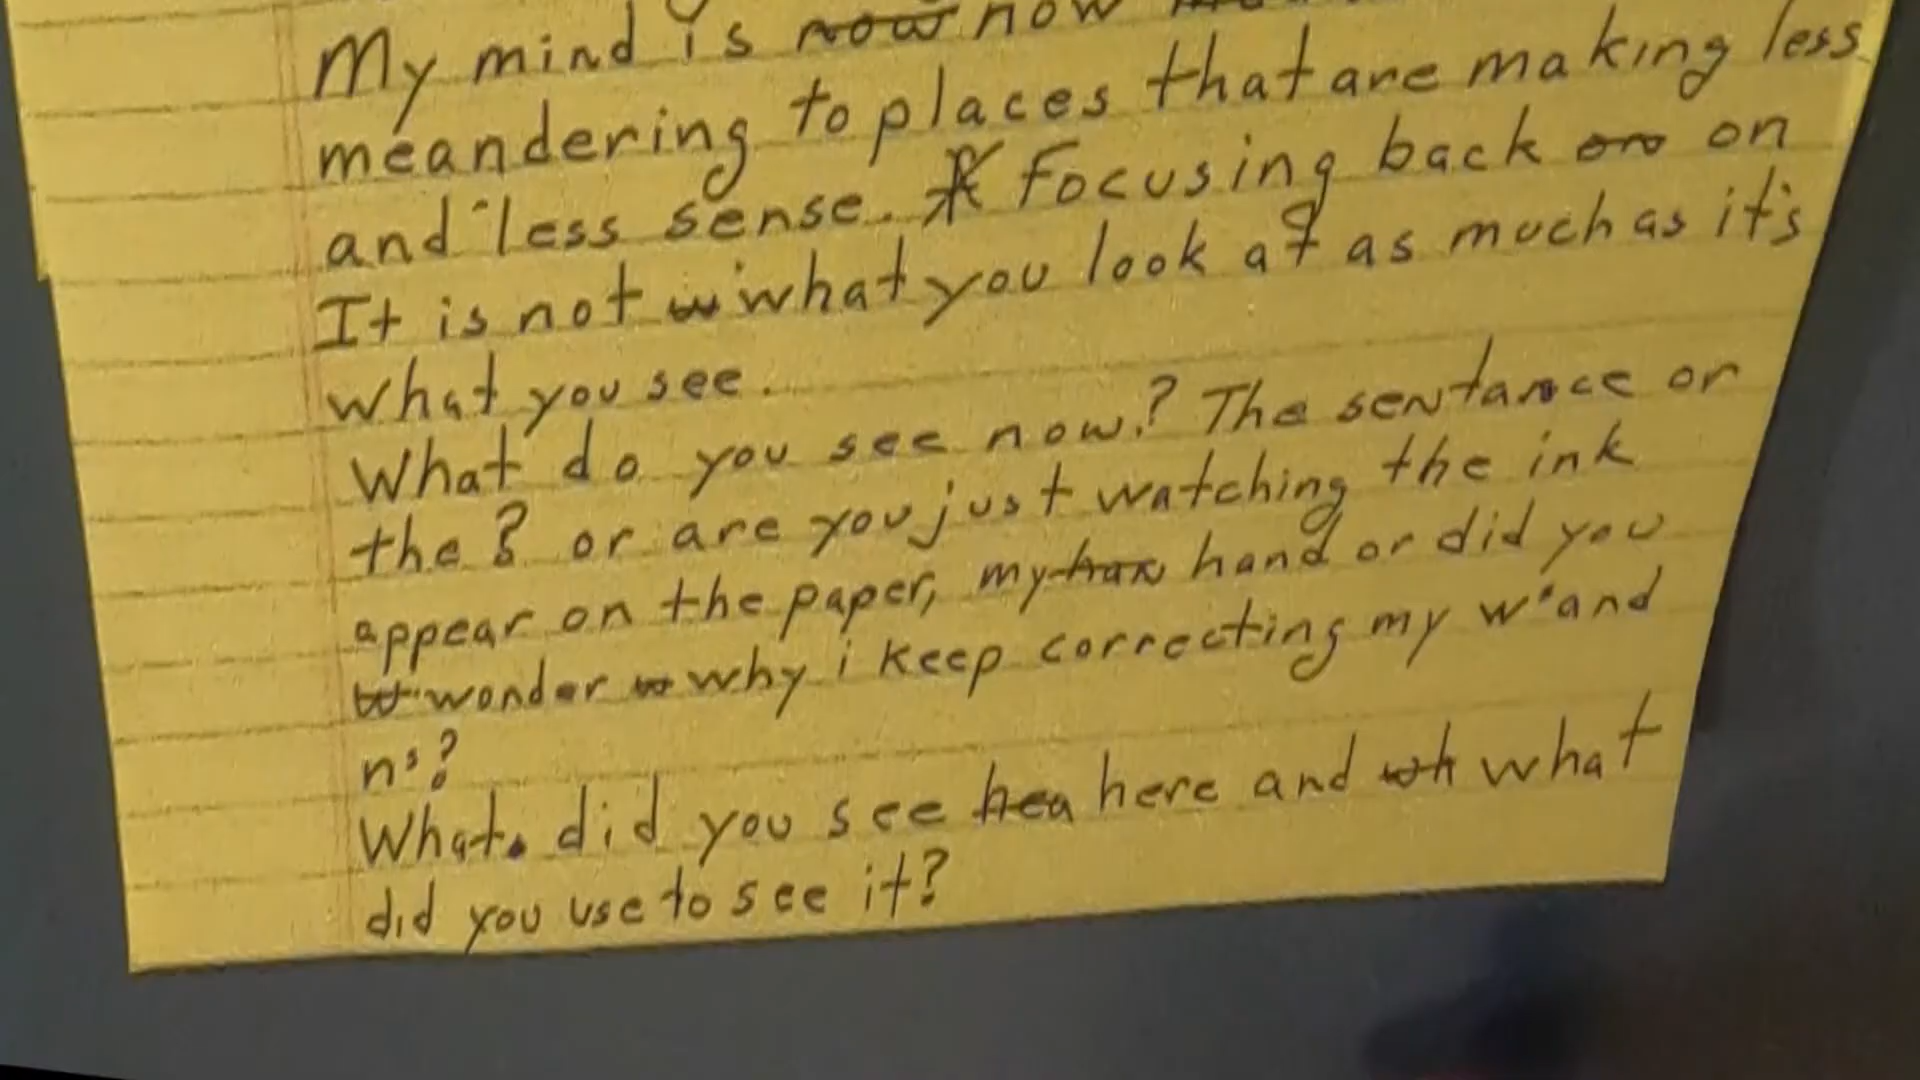 My mind is now now
meandering to places that are making less
and less sense. Focusing back on on
It is not w what you look at as much as it's
what you see.
What do you see now? The sentance or
the ? or are you just watching the ink
appear on the paper, my han hand or did you
w wonder w why i keep correcting my w's and
n's?
What did you see hea here and wh what
did you use to see it?